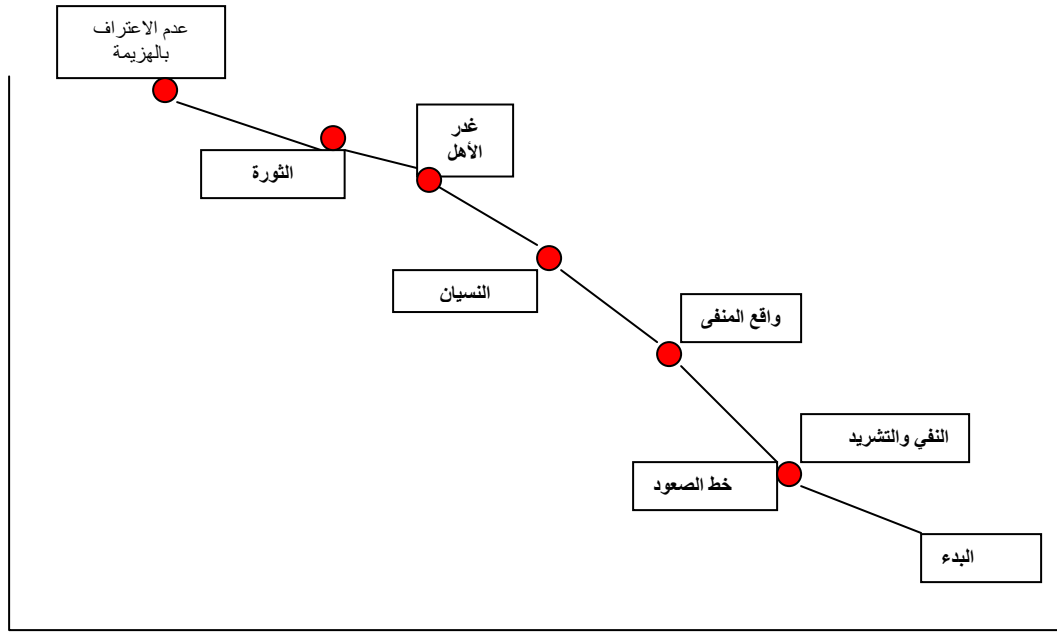 عدم الاعتراف
بالهزيمة
غدر
الأهل
الثورة
النسيان
واقع المنفى
النفي والتشريد
خط الصعود
البدء